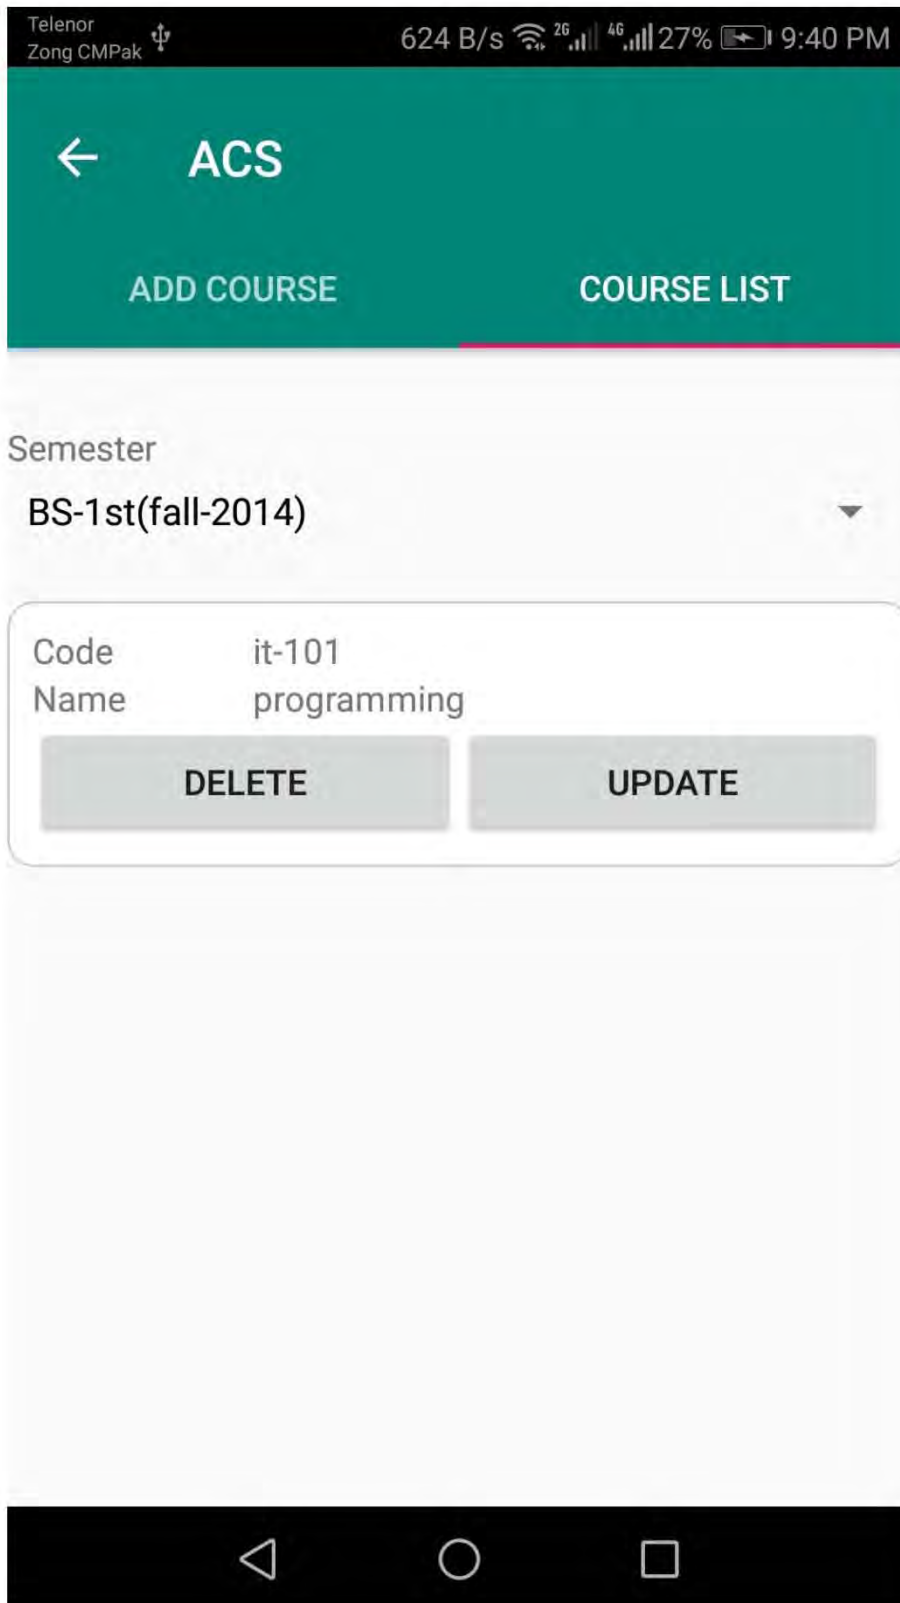 Telenor
Zong CMPak
624 B/s 2G 4G 27% 9:40 PM
ACS
ADD COURSE COURSE LIST
Semester
BS-1st(fall-2014)
Code it-101
Name programming
DELETE UPDATE